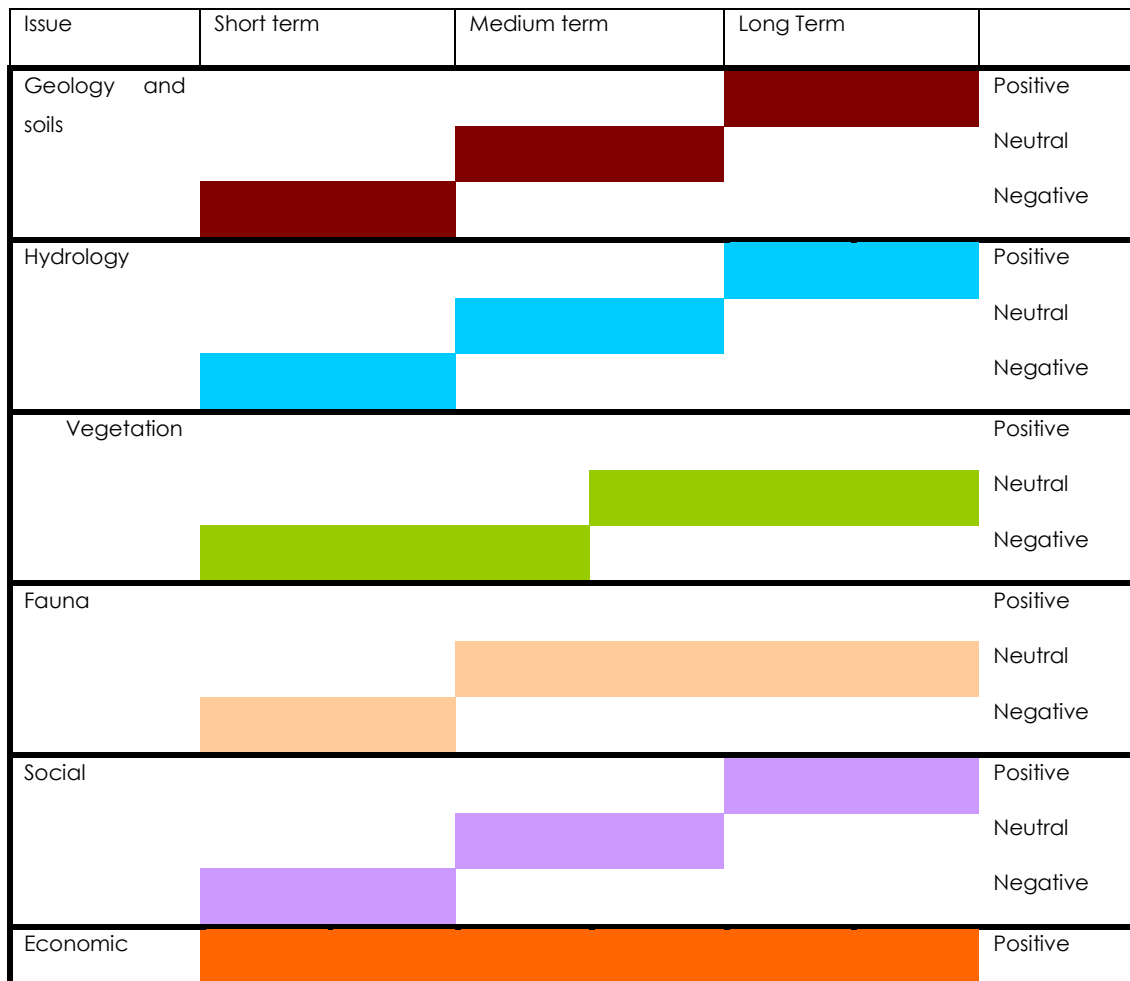 Issue Short term Medium term Long Term
Geology and Positive
soils
Neutral
Negative
Hydrology Positive
Neutral
Negative
Vegetation Positive
Neutral
Negative
Fauna Positive
Neutral
Negative
Social Positive
Neutral
Negative
Economic Positive